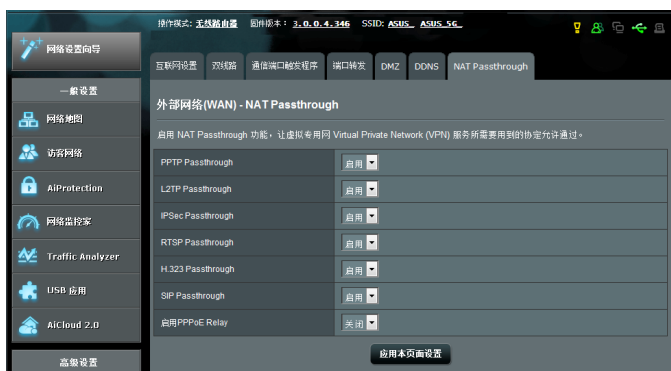 操作模式：无线路由器 固件版本：3.0.0.4.346 SSID: ASUS_ ASUS_5G_
网络设置向导
互联网设置 双线路 通信端口触发程序 端口转发 DMZ DDNS NAT Passthrough
一般设置
外部网络(WAN) - NAT Passthrough
网络地图
启用 NAT Passthrough 功能，让虚拟专用网 Virtual Private Network (VPN) 服务所需要用到的协定允许通过。
访客网络
PPTP Passthrough 启用
AiProtection
L2TP Passthrough 启用
IPSec Passthrough 启用
网络监控家
RTSP Passthrough 启用
Traffic Analyzer
H.323 Passthrough 启用
USB 应用
SIP Passthrough 启用
启用PPPoE Relay 关闭
AiCloud 2.0
应用本页面设置
高级设置